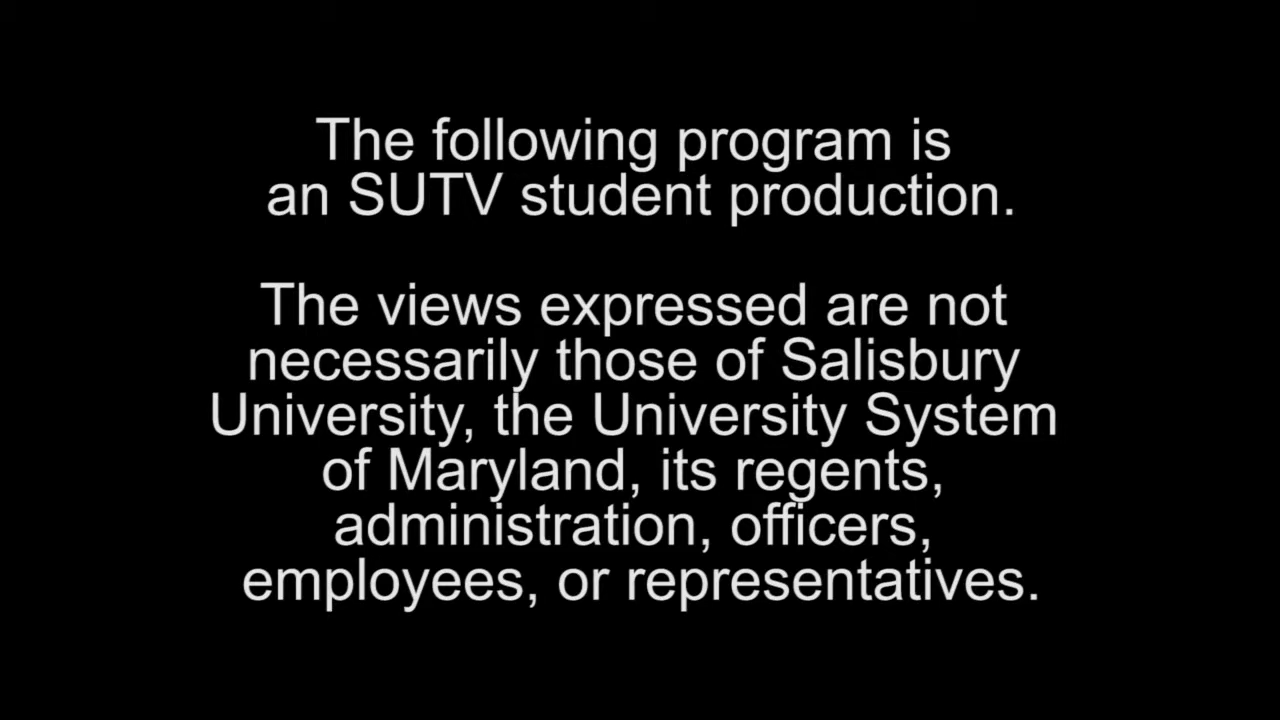 The following program is
an SUTV student production.
The views expressed are not
necessarily those of Salisbury
University, the University System
of Maryland, its regents,
administration, officers,
employees, or representatives.